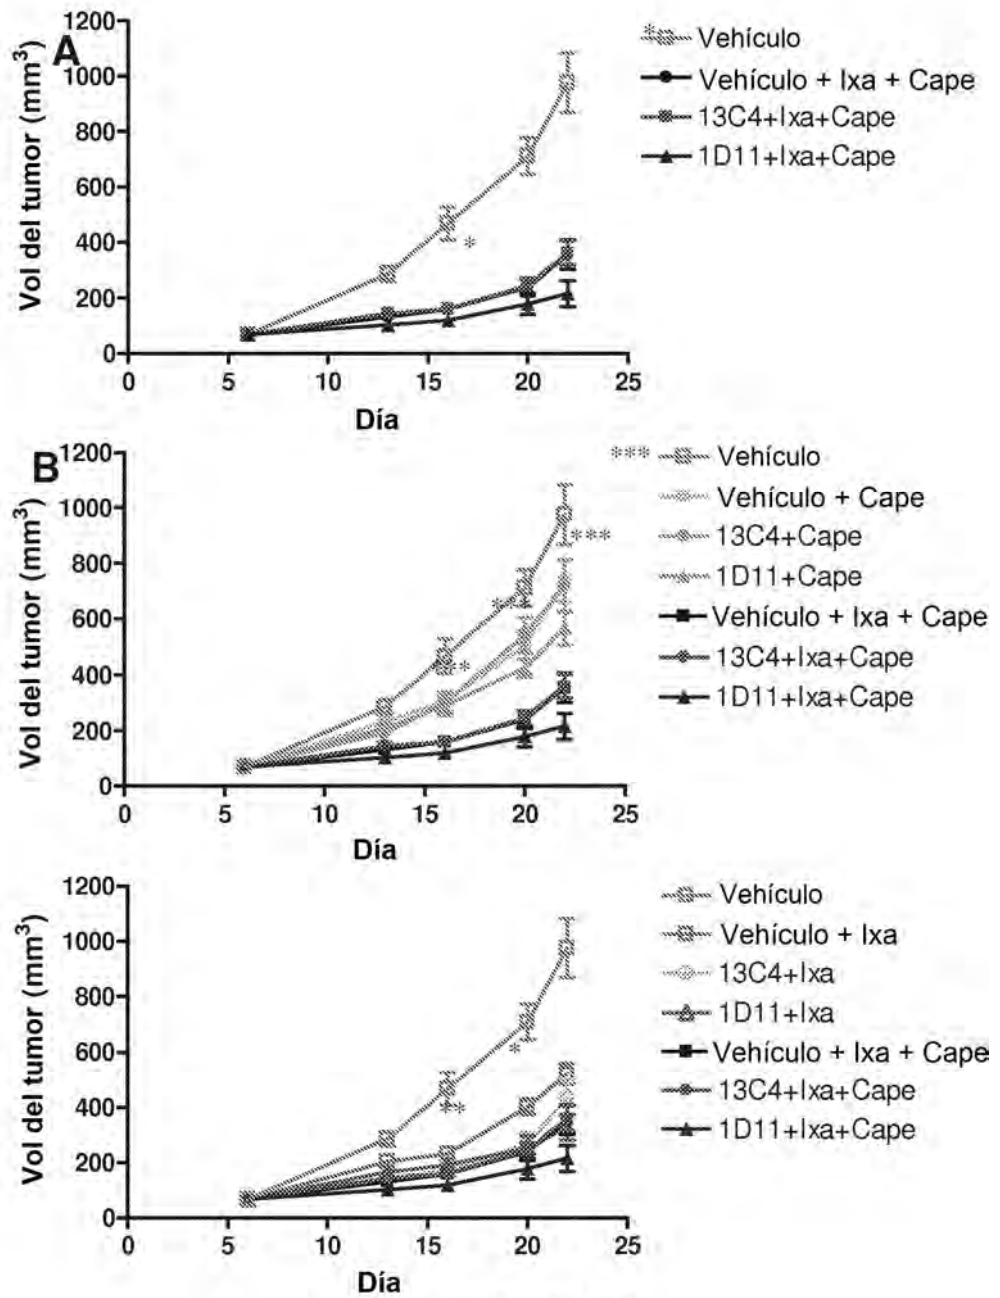 A
1200
1000
800
600
400
200
0
Vol del tumor (mm³)
0 5 10 15 20 25
Día
*
*
Vehículo
Vehículo + Ixa + Cape
13C4+Ixa+Cape
1D11+Ixa+Cape
B
1200
1000
800
600
400
200
0
Vol del tumor (mm³)
0 5 10 15 20 25
Día
***
***
Vehículo
Vehículo + Cape
13C4+Cape
1D11+Cape
Vehículo + Ixa + Cape
13C4+Ixa+Cape
1D11+Ixa+Cape
1200
1000
800
600
400
200
0
Vol del tumor (mm³)
0 5 10 15 20 25
Día
*
**
Vehículo
Vehículo + Ixa
13C4+Ixa
1D11+Ixa
Vehículo + Ixa + Cape
13C4+Ixa+Cape
1D11+Ixa+Cape